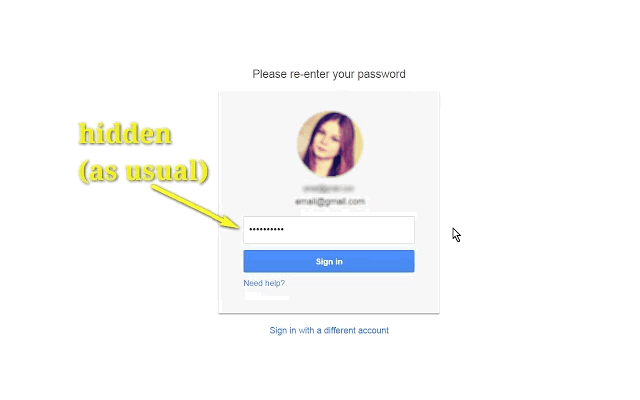 Please re-enter your password
hidden
(as usual)
email@gmail.com
••••••••••
Sign in
Need help?
Sign in with a different account